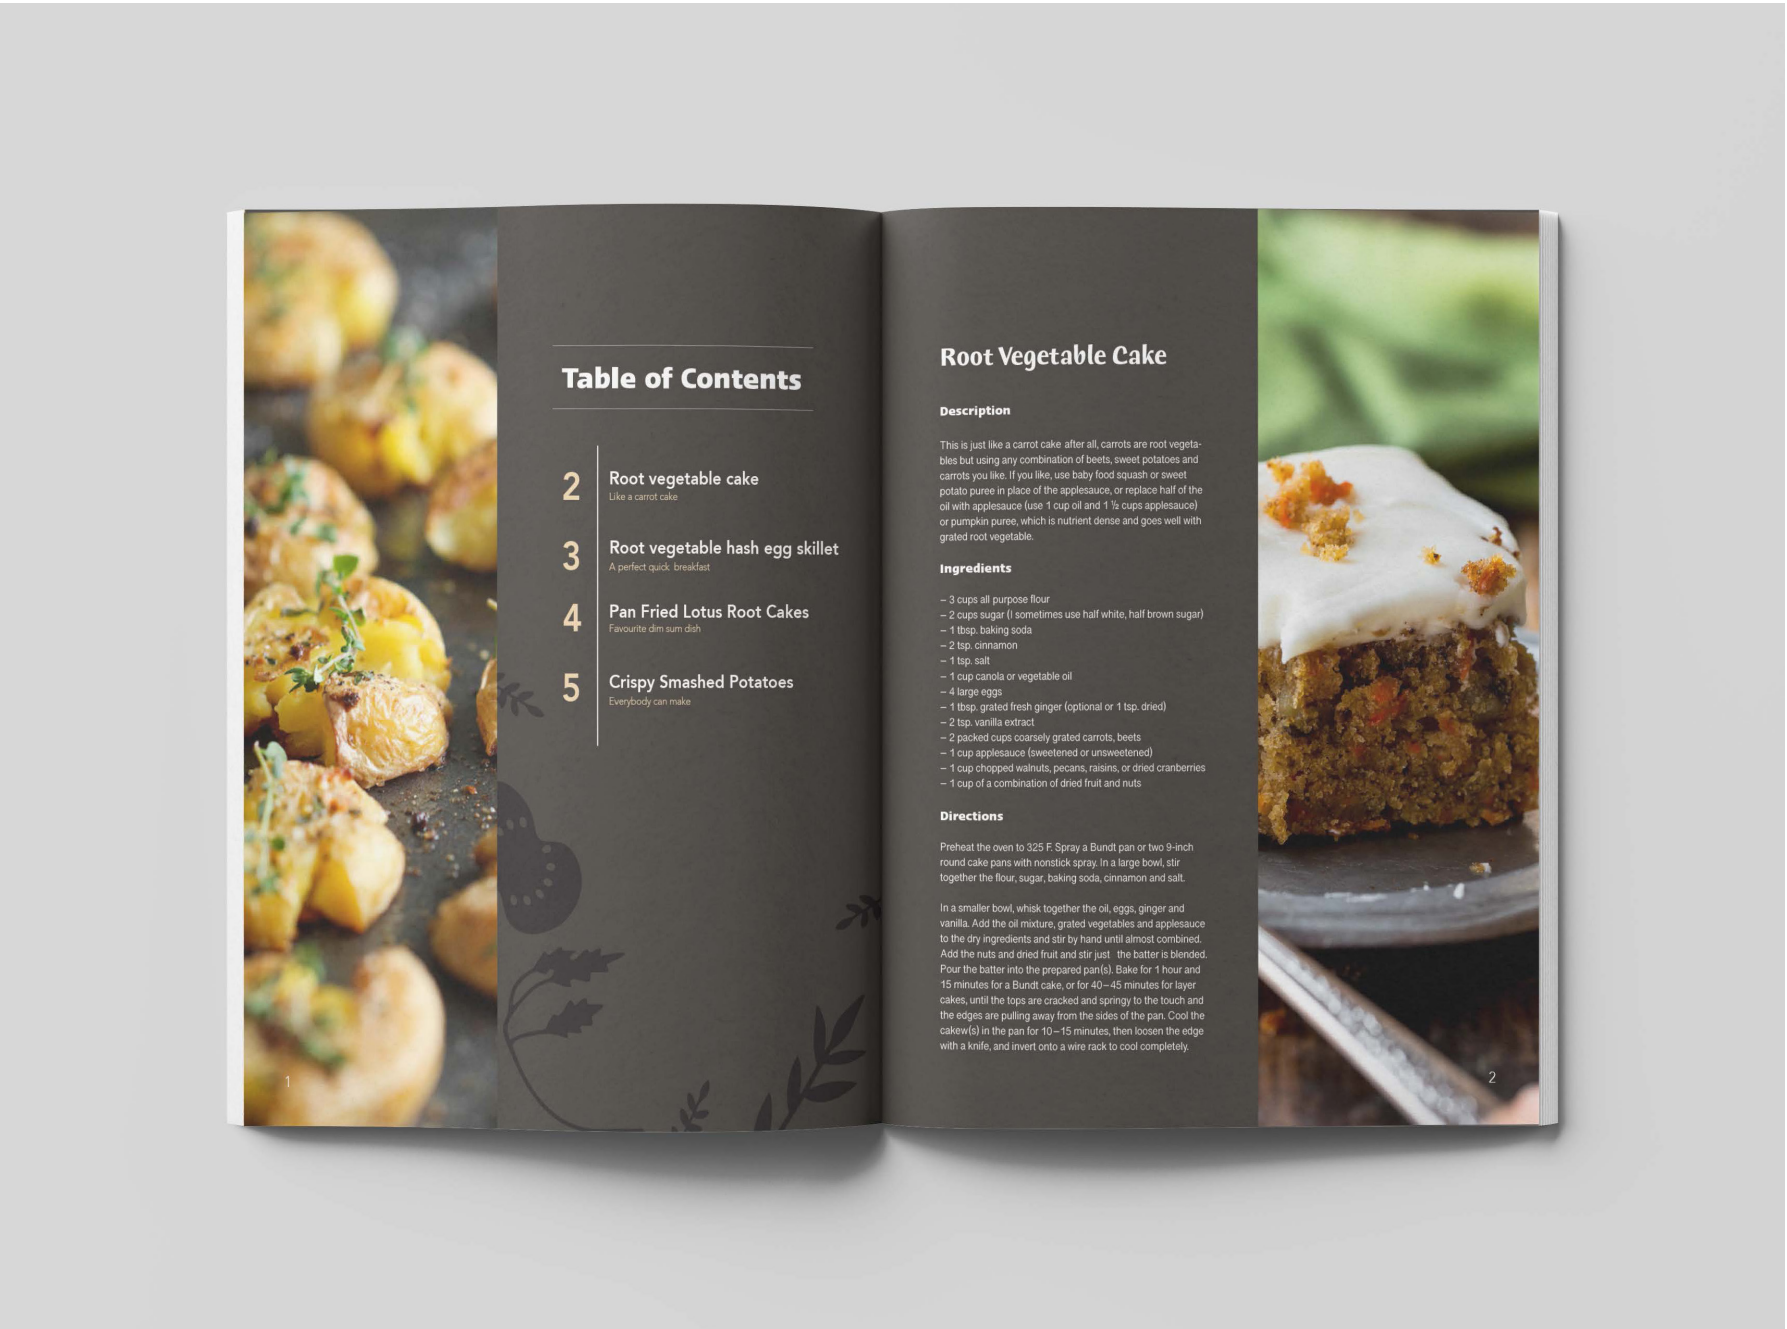 Table of Contents
2
Root vegetable cake
Like a carrot cake
3
Root vegetable hash egg skillet
A perfect quick breakfast
4
Pan Fried Lotus Root Cakes
Favourite dim sum dish
5
Crispy Smashed Potatoes
Everybody can make
1
Root Vegetable Cake
Description
This is just like a carrot cake after all, carrots are root vegeta-
bles but using any combination of beets, sweet potatoes and
carrots you like. If you like, use baby food squash or sweet
potato puree in place of the applesauce, or replace half of the
oil with applesauce (use 1 cup oil and 1 ½ cups applesauce)
or pumpkin puree, which is nutrient dense and goes well with
grated root vegetable.
Ingredients
– 3 cups all purpose flour
– 2 cups sugar (I sometimes use half white, half brown sugar)
– 1 tbsp. baking soda
– 2 tsp. cinnamon
– 1 tsp. salt
– 1 cup canola or vegetable oil
– 4 large eggs
– 1 tbsp. grated fresh ginger (optional or 1 tsp. dried)
– 2 tsp. vanilla extract
– 2 packed cups coarsely grated carrots, beets
– 1 cup applesauce (sweetened or unsweetened)
– 1 cup chopped walnuts, pecans, raisins, or dried cranberries
– 1 cup of a combination of dried fruit and nuts
Directions
Preheat the oven to 325 F. Spray a Bundt pan or two 9-inch
round cake pans with nonstick spray. In a large bowl, stir
together the flour, sugar, baking soda, cinnamon and salt.
In a smaller bowl, whisk together the oil, eggs, ginger and
vanilla. Add the oil mixture, grated vegetables and applesauce
to the dry ingredients and stir by hand until almost combined.
Add the nuts and dried fruit and stir just the batter is blended.
Pour the batter into the prepared pan(s). Bake for 1 hour and
15 minutes for a Bundt cake, or for 40–45 minutes for layer
cakes, until the tops are cracked and springy to the touch and
the edges are pulling away from the sides of the pan. Cool the
cakew(s) in the pan for 10–15 minutes, then loosen the edge
with a knife, and invert onto a wire rack to cool completely.
2